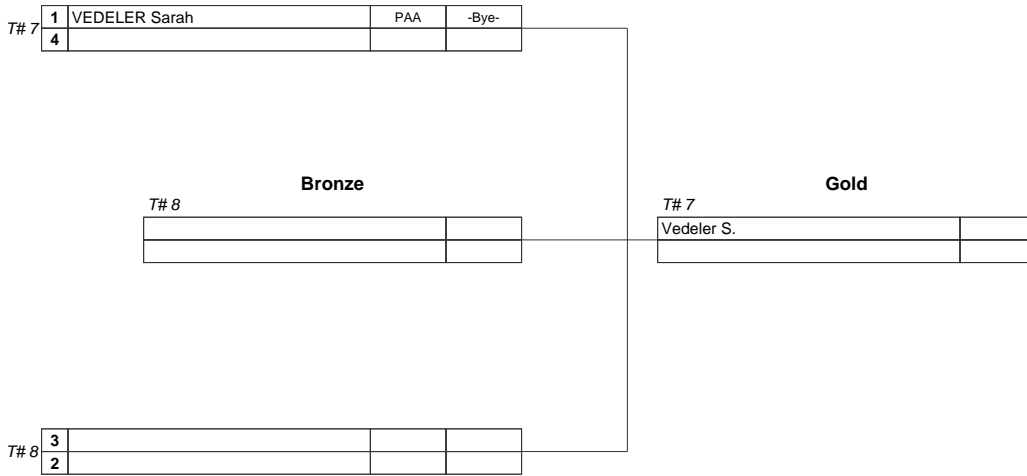 T# 7
1 VEDELER Sarah PAA -Bye-
4
Bronze
Gold
T# 8
T# 7
Vedeler S.
T# 8
3
2